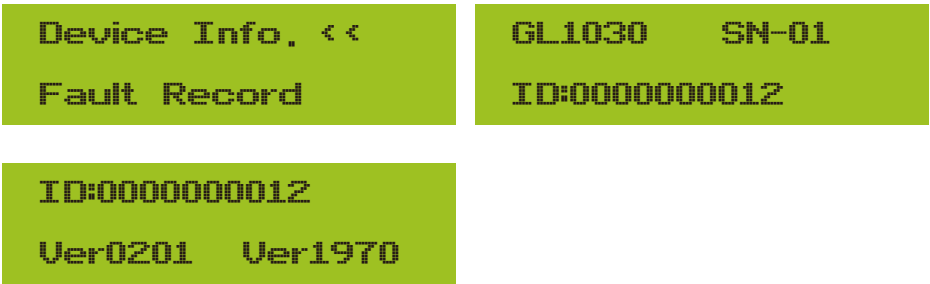 Device Info. <<
Fault Record
GL1030 SN-01
ID:0000000012
ID:0000000012
Ver0201 Ver1970